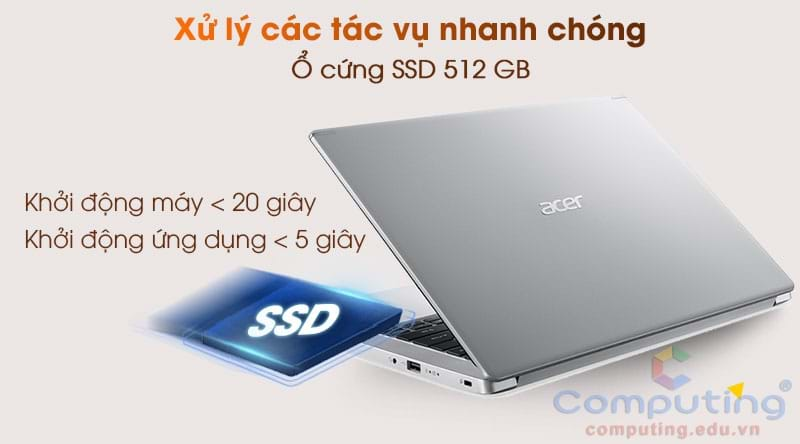 Xử lý các tác vụ nhanh chóng
Ổ cứng SSD 512 GB
Khởi động máy < 20 giây
Khởi động ứng dụng < 5 giây
acer
SSD
Computing®
computing.edu.vn